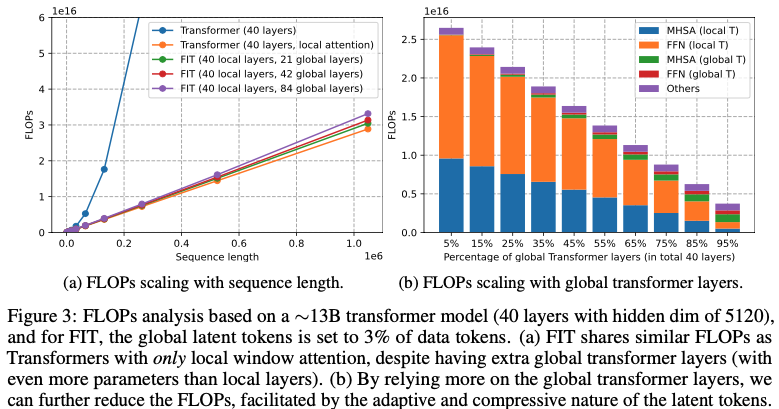 1e16
6
5
4
3
2
1
0
FLOPs
Transformer (40 layers)
Transformer (40 layers, local attention)
FIT (40 local layers, 21 global layers)
FIT (40 local layers, 42 global layers)
FIT (40 local layers, 84 global layers)
0.0 0.2 0.4 0.6 0.8 1.0
Sequence length
1e6
(a) FLOPs scaling with sequence length.
1e16
2.5
2.0
1.5
1.0
0.5
0.0
FLOPs
MHSA (local T)
FFN (local T)
MHSA (global T)
FFN (global T)
Others
5% 15% 25% 35% 45% 55% 65% 75% 85% 95%
Percentage of global Transformer layers (in total 40 layers)
(b) FLOPs scaling with global transformer layers.
Figure 3: FLOPs analysis based on a ∼13B transformer model (40 layers with hidden dim of 5120),
and for FIT, the global latent tokens is set to 3% of data tokens. (a) FIT shares similar FLOPs as
Transformers with only local window attention, despite having extra global transformer layers (with
even more parameters than local layers). (b) By relying more on the global transformer layers, we
can further reduce the FLOPs, facilitated by the adaptive and compressive nature of the latent tokens.